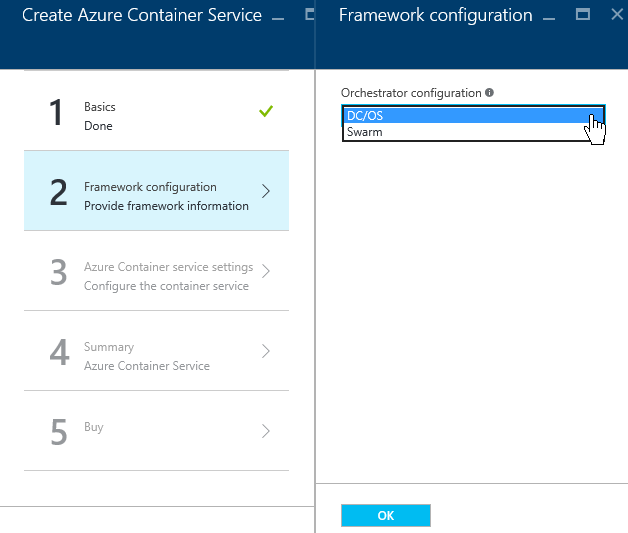 Create Azure Container Service
1
Basics
Done
2
Framework configuration
Provide framework information
3
Azure Container service settings
Configure the container service
4
Summary
Azure Container Service
5
Buy
Framework configuration
Orchestrator configuration
DC/OS
Swarm
OK